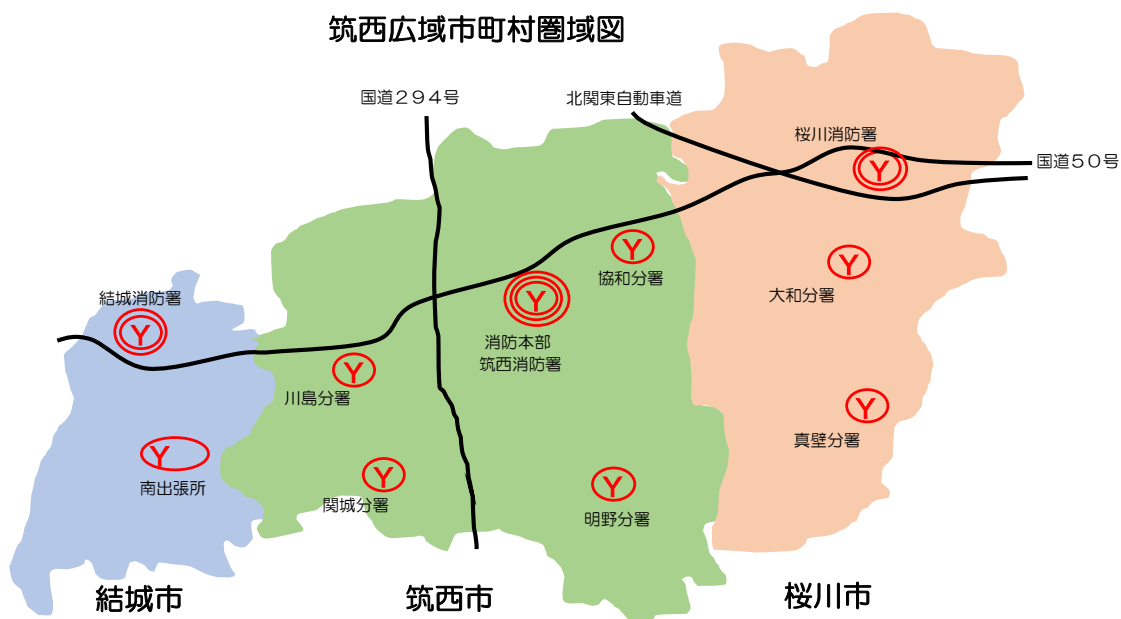 筑西広域市町村圏域図
国道２９４号
北関東自動車道
桜川消防署
国道５０号
Y
Y
協和分署
Y
大和分署
結城消防署
Y
Y
消防本部
筑西消防署
Y
川島分署
Y
真壁分署
Y
南出張所
Y
関城分署
Y
明野分署
結城市
筑西市
桜川市